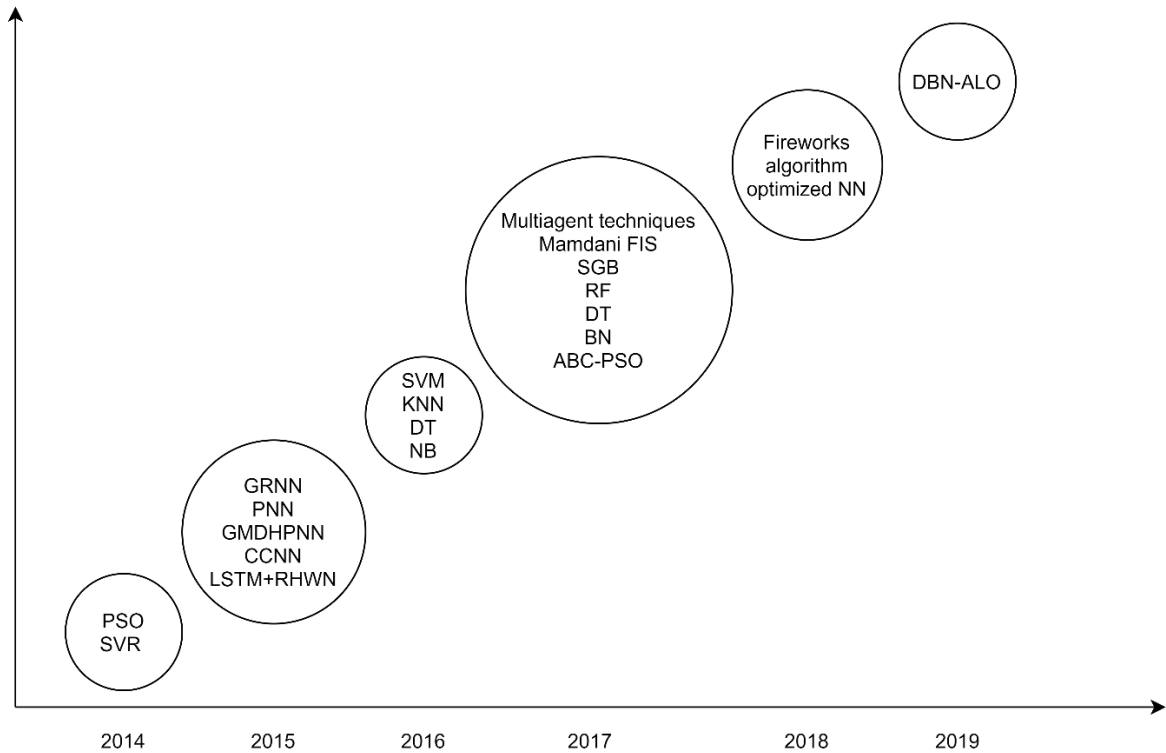 DBN-ALO
Fireworks
algorithm
optimized NN
Multiagent techniques
Mamdani FIS
SGB
RF
DT
BN
ABC-PSO
SVM
KNN
DT
NB
GRNN
PNN
GMDHPNN
CCNN
LSTM+RHWN
PSO
SVR
2014 2015 2016 2017 2018 2019